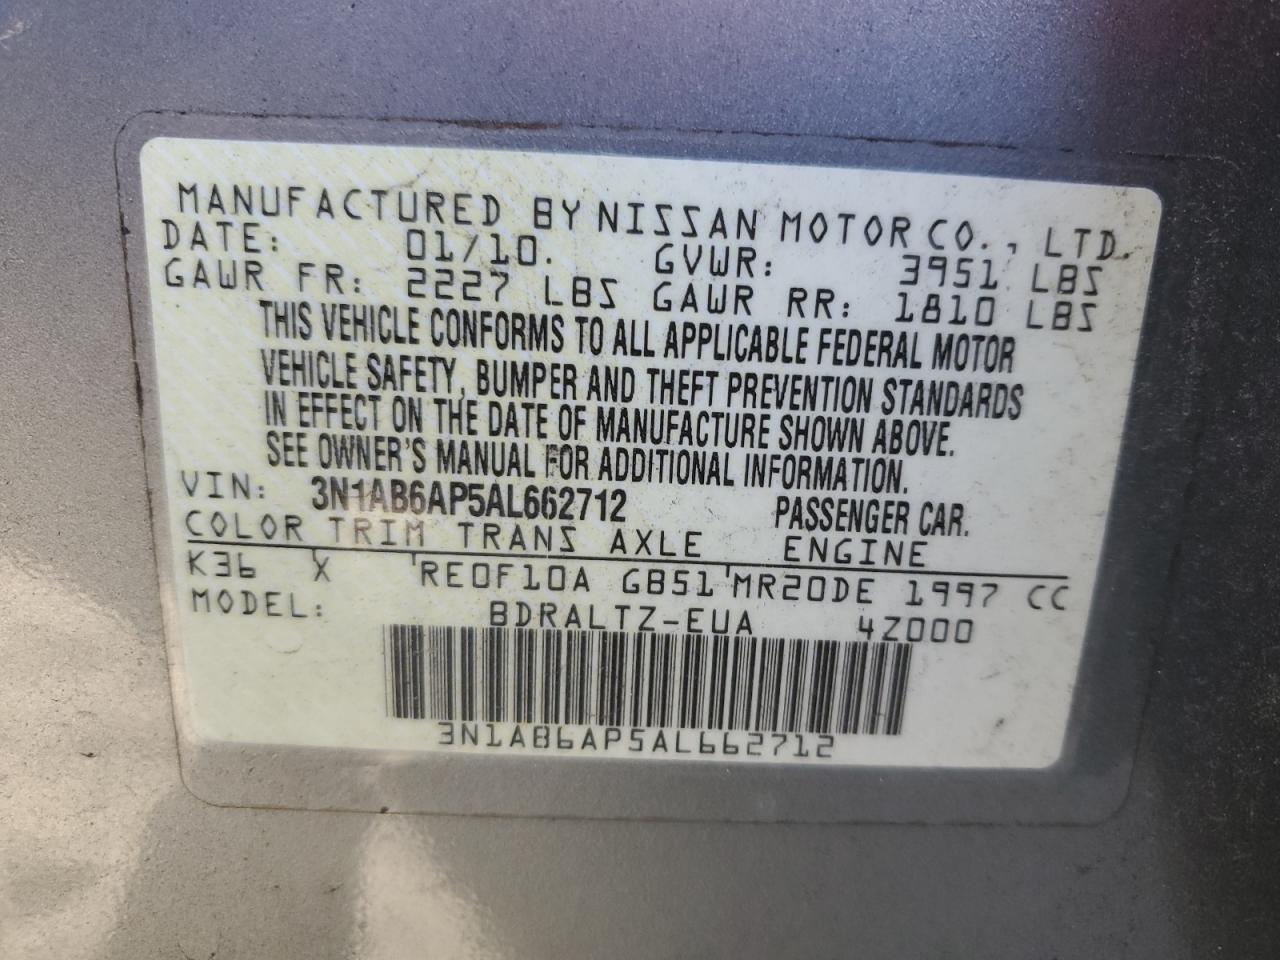 MANUFACTURED BY NISSAN MOTOR CO., LTD.
DATE: 01/10. GVWR: 3951 LBS
GAWR FR: 2227 LBS GAWR RR: 1810 LBS
THIS VEHICLE CONFORMS TO ALL APPLICABLE FEDERAL MOTOR
VEHICLE SAFETY, BUMPER AND THEFT PREVENTION STANDARDS
IN EFFECT ON THE DATE OF MANUFACTURE SHOWN ABOVE.
SEE OWNER'S MANUAL FOR ADDITIONAL INFORMATION.
VIN: 3N1AB6AP5AL662712 PASSENGER CAR.
COLOR TRIM TRANS AXLE ENGINE
K36 X RE0F10A GB51 MR20DE 1997 CC
MODEL: BDRALTZ-EUA 4Z000
3N1AB6AP5AL662712